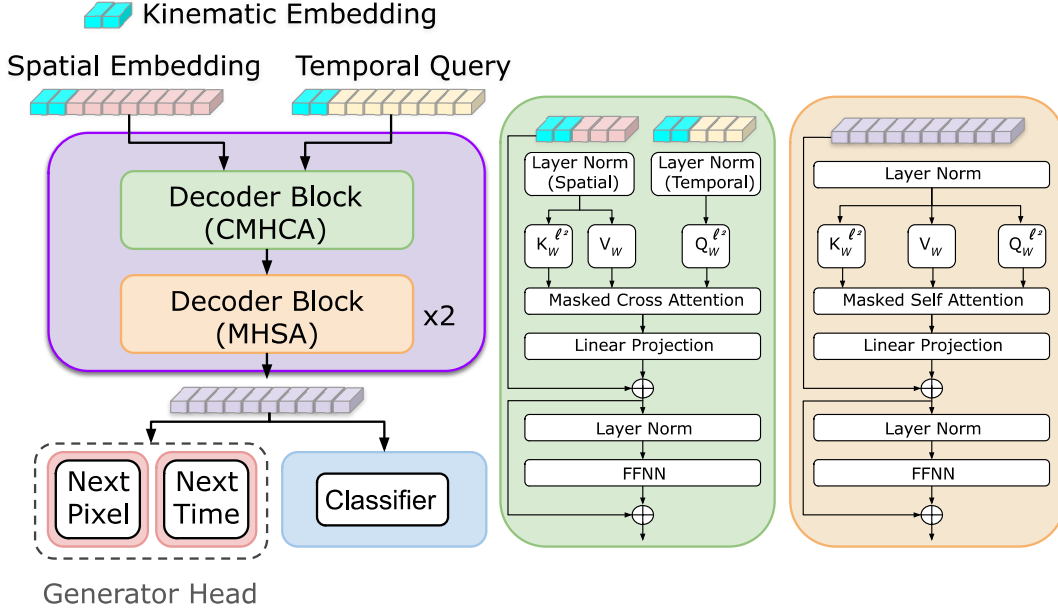 Kinematic Embedding
Spatial Embedding
Temporal Query
Decoder Block
(CMHCA)
Decoder Block
(MHSA)
x2
Next
Pixel
Next
Time
Classifier
Generator Head
Layer Norm
(Spatial)
Layer Norm
(Temporal)
K_W^ℓ²
V_W
Q_W^ℓ²
Masked Cross Attention
Linear Projection
Layer Norm
FFNN
Layer Norm
K_W^ℓ²
V_W
Q_W^ℓ²
Masked Self Attention
Linear Projection
Layer Norm
FFNN